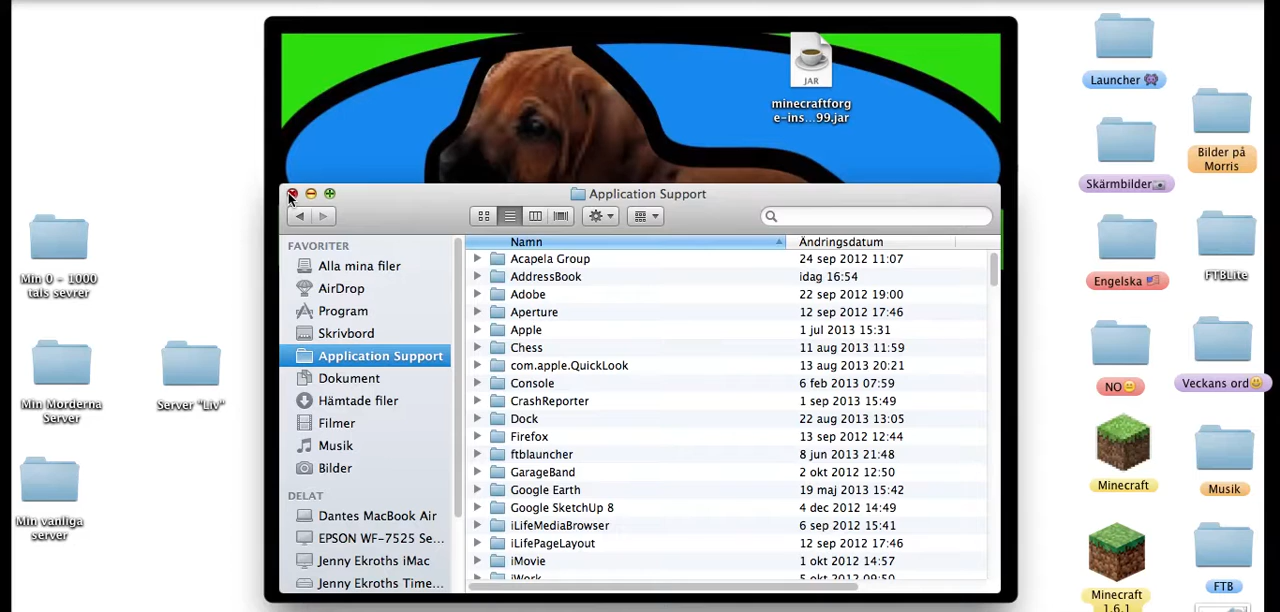 JAR
minecraftforg
e-ins...99.jar
Launcher 👾
Bilder på
Morris
Skärmbilder📷
Engelska
FTBLite
NO😀
Veckans ord😀
Minecraft
Musik
Minecraft
1.6.1
FTB
Min 0 - 1000
tals sevrer
Min Morderna
Server
Server "Liv"
Min vanliga
server
Application Support
Namn
Ändringsdatum
FAVORITER
Alla mina filer
AirDrop
Program
Skrivbord
Application Support
Dokument
Hämtade filer
Filmer
Musik
Bilder
DELAT
Dantes MacBook Air
EPSON WF-7525 Se...
Jenny Ekroths iMac
Jenny Ekroths Time...
Acapela Group 24 sep 2012 11:07
AddressBook idag 16:54
Adobe 22 sep 2012 19:00
Aperture 12 sep 2012 17:46
Apple 1 jul 2013 15:31
Chess 11 aug 2013 11:59
com.apple.QuickLook 13 aug 2013 20:21
Console 6 feb 2013 07:59
CrashReporter 1 sep 2013 15:49
Dock 22 aug 2013 13:05
Firefox 13 sep 2012 12:44
ftblauncher 8 jun 2013 21:48
GarageBand 2 okt 2012 12:50
Google Earth 19 maj 2013 15:42
Google SketchUp 8 4 dec 2012 14:49
iLifeMediaBrowser 6 sep 2012 15:41
iLifePageLayout 12 sep 2012 17:46
iMovie 1 okt 2012 14:57
iWork 5 okt 2012 09:50